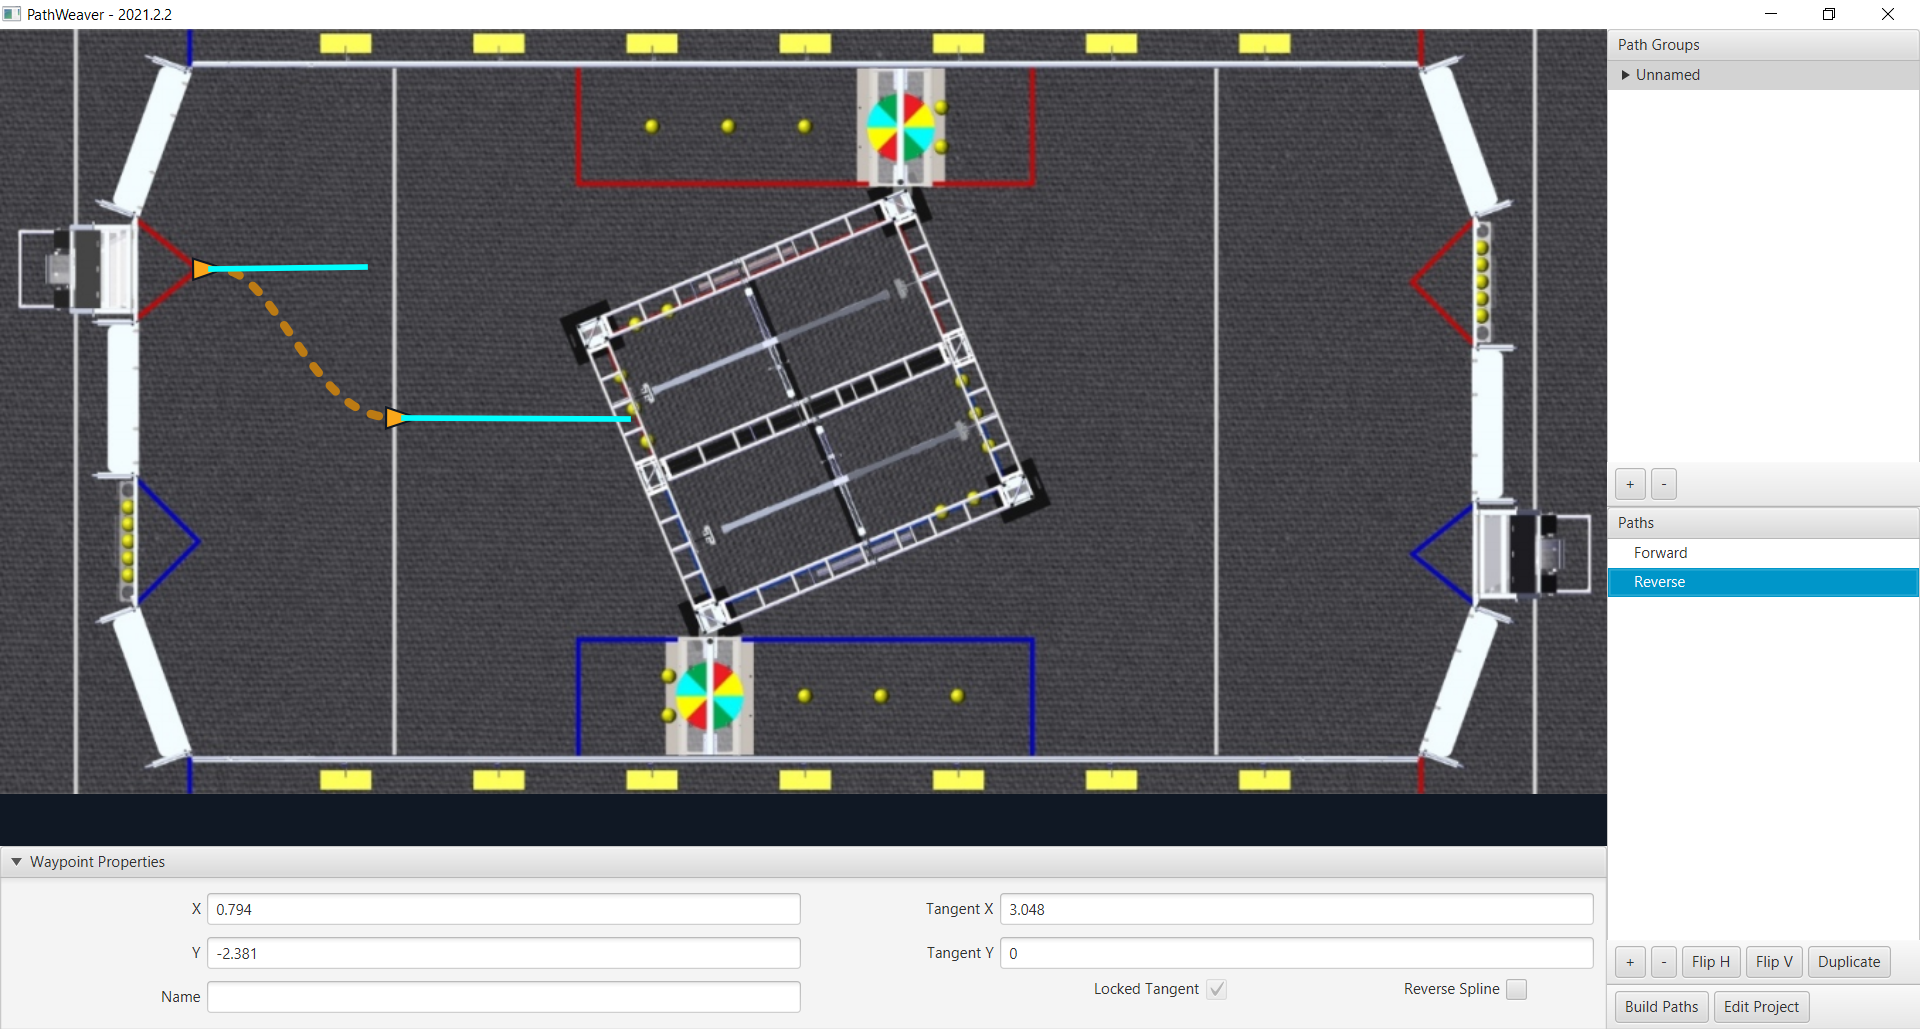 PathWeaver - 2021.2.2
Path Groups
Unnamed
+ -
Paths
Forward
Reverse
Waypoint Properties
X 0.794 Tangent X 3.048
Y -2.381 Tangent Y 0
Name Locked Tangent Reverse Spline
+ - Flip H Flip V Duplicate
Build Paths Edit Project